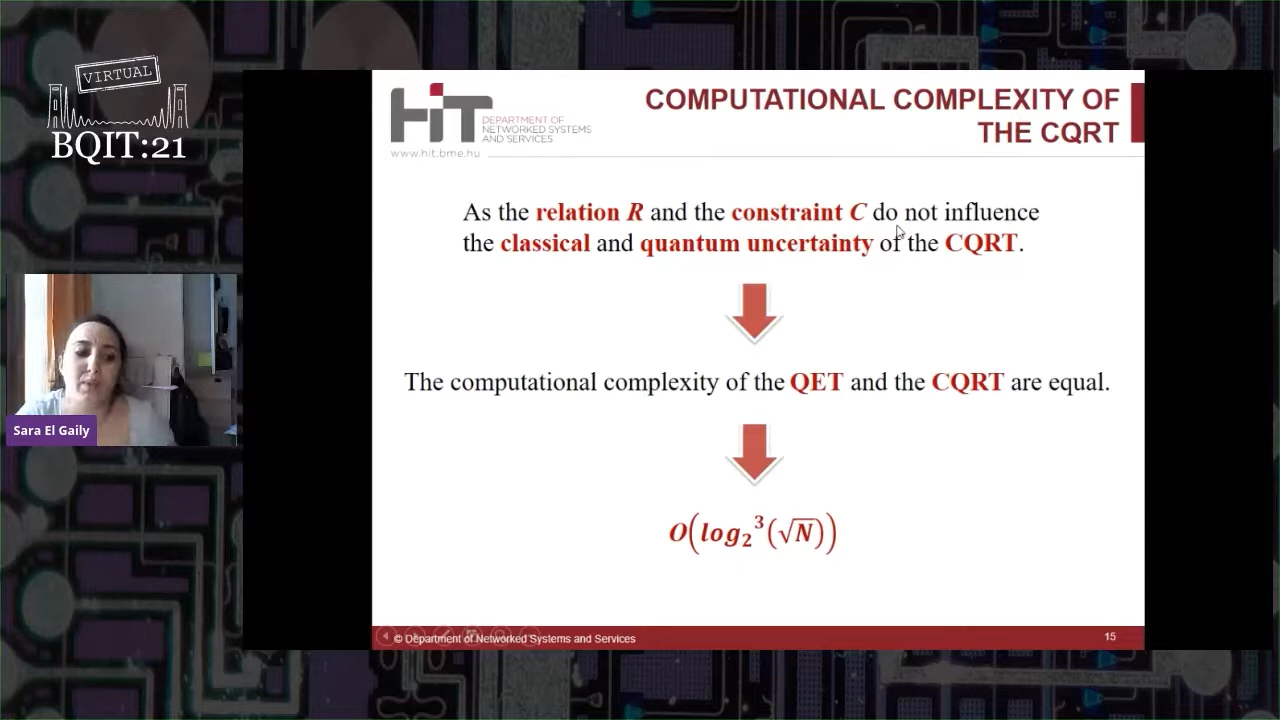 VIRTUAL
BQIT:21
HIT
DEPARTMENT OF
NETWORKED SYSTEMS
AND SERVICES
www.hit.bme.hu
COMPUTATIONAL COMPLEXITY OF
THE CQRT
As the relation R and the constraint C do not influence
the classical and quantum uncertainty of the CQRT.
The computational complexity of the QET and the CQRT are equal.
O(log₂³(√N))
Sara El Gaily
© Department of Networked Systems and Services
15